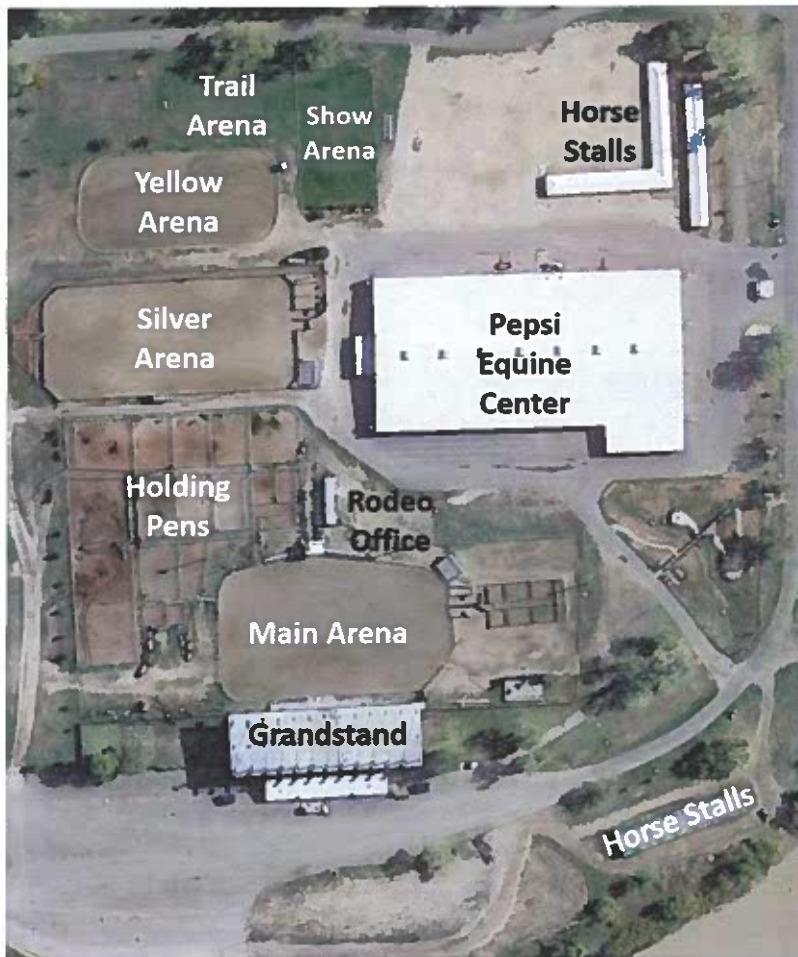 Trail
Arena
Show
Arena
Horse
Stalls
Yellow
Arena
Silver
Arena
Pepsi
Equine
Center
Holding
Pens
Rodeo
Office
Main Arena
Grandstand
Horse Stalls